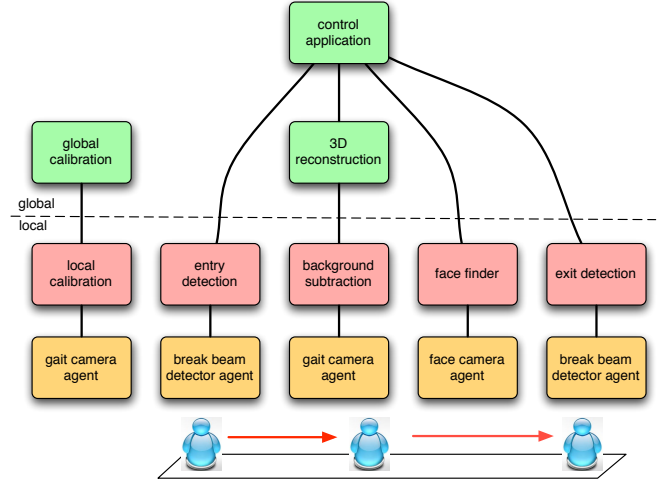 control
application
global
calibration
3D
reconstruction
global
local
local
calibration
entry
detection
background
subtraction
face finder
exit detection
gait camera
agent
break beam
detector agent
gait camera
agent
face camera
agent
break beam
detector agent